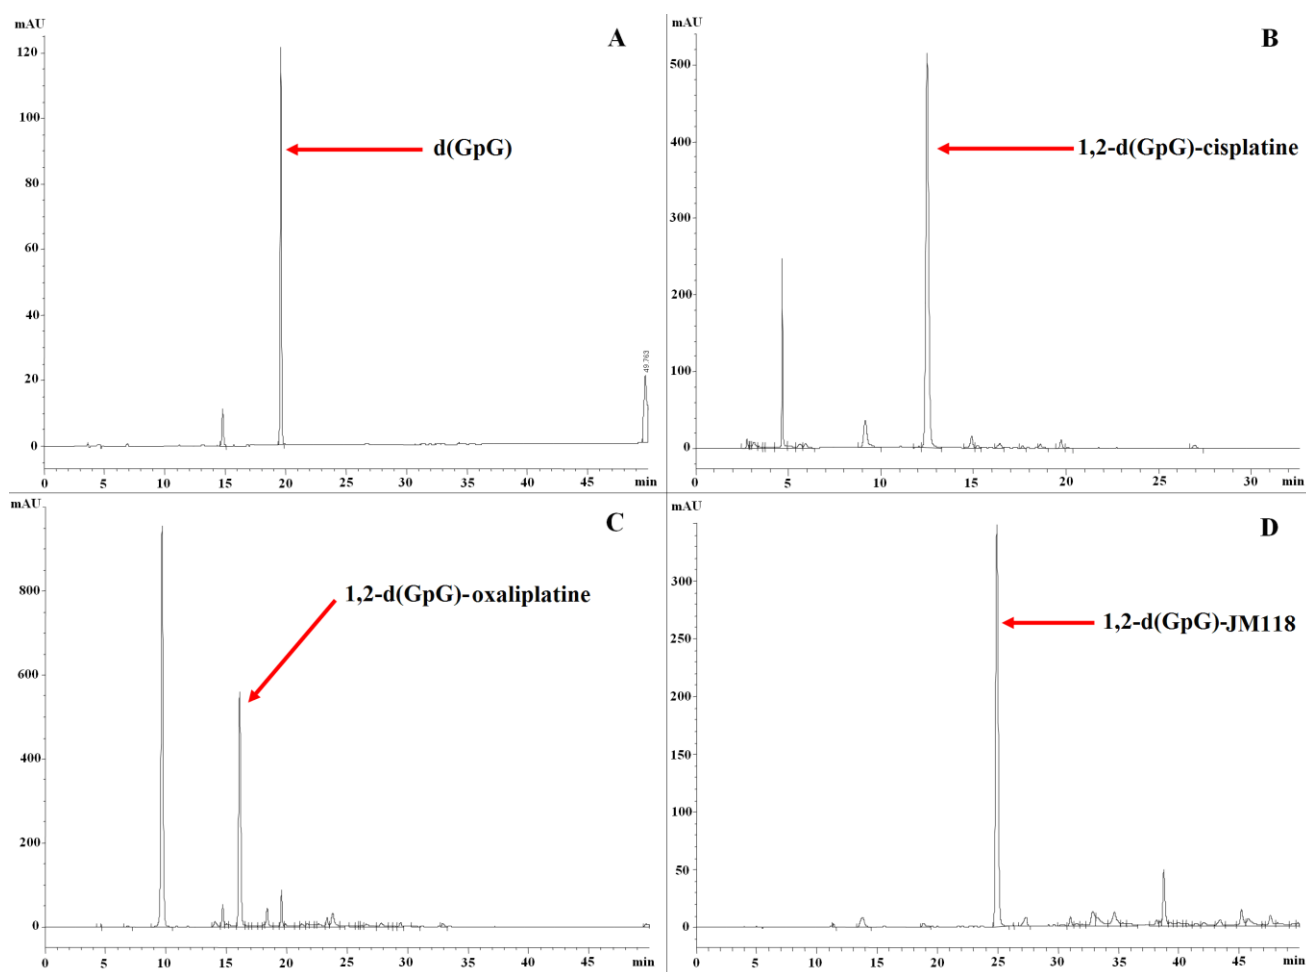 mAU
A
120
100
80
60
40
20
0
d(GpG)
49.763
0 5 10 15 20 25 30 35 40 45 min
mAU
B
500
400
300
200
100
0
1,2-d(GpG)-cisplatine
0 5 10 15 20 25 30 min
mAU
C
800
600
400
200
0
1,2-d(GpG)-oxaliplatine
0 5 10 15 20 25 30 35 40 45 min
mAU
D
300
250
200
150
100
50
0
1,2-d(GpG)-JM118
0 5 10 15 20 25 30 35 40 45 min